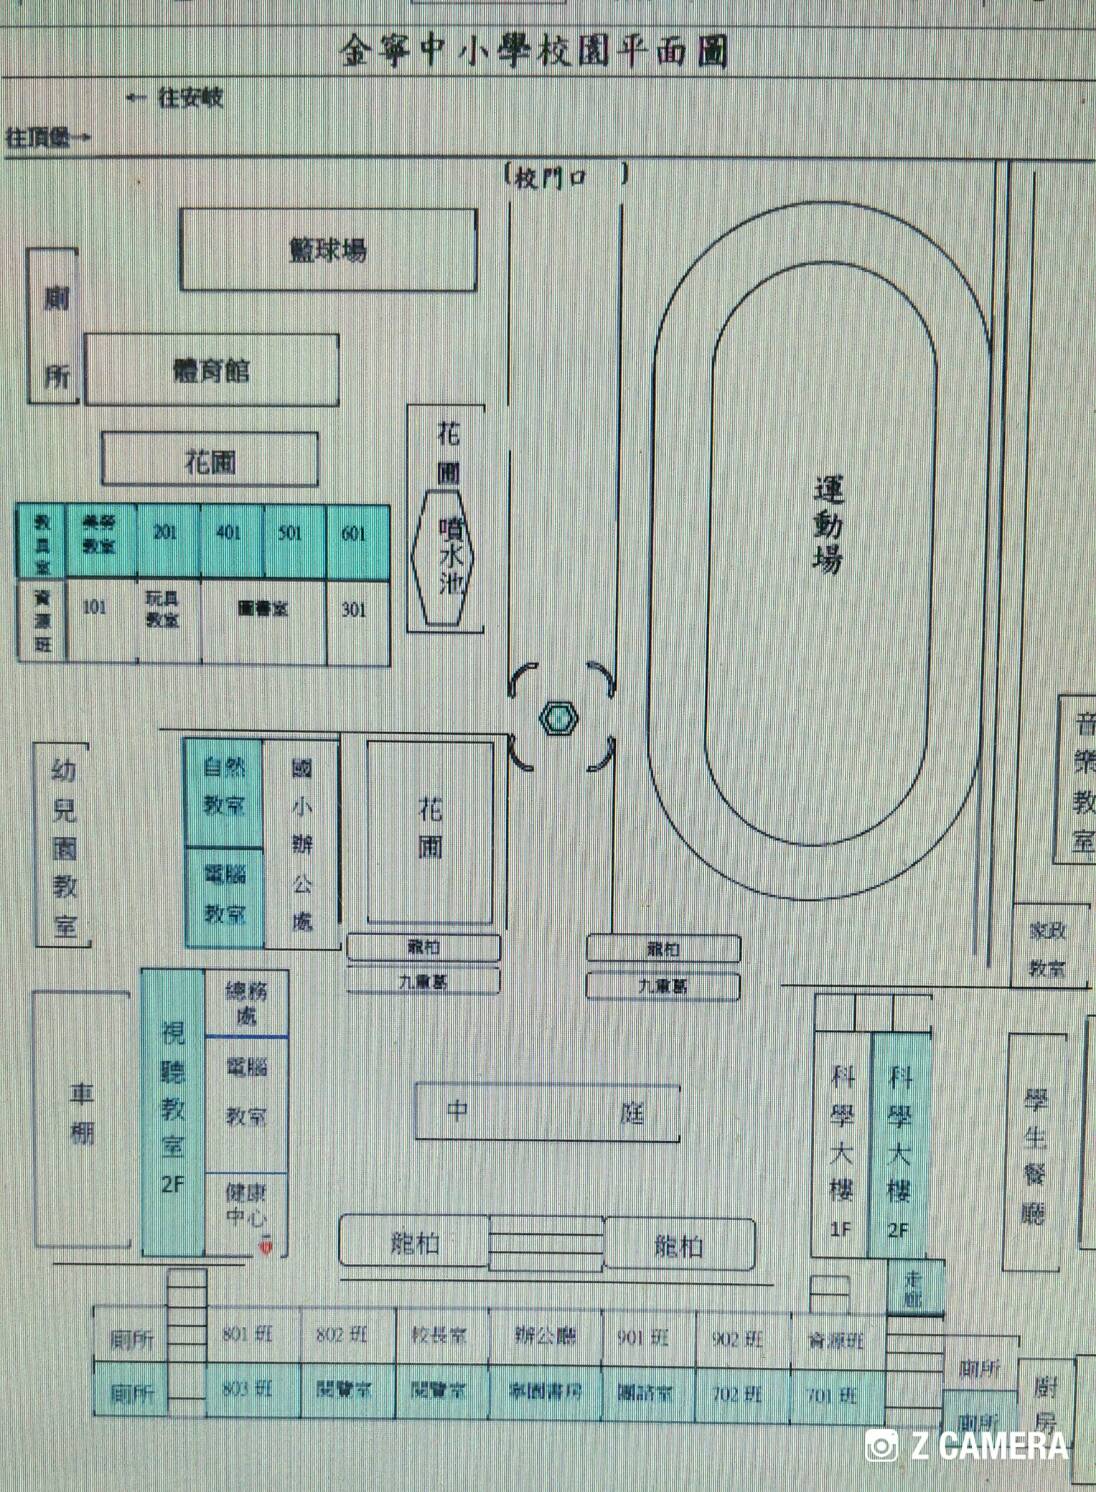 金寧中小學校園平面圖
← 往安岐
往頂堡→
校門口
籃球場
廁所
體育館
花圃
花圃
噴水池
運動場
教具室
美勞教室
201
401
501
601
資源班
101
玩具教室
圖書室
301
幼兒園教室
自然教室
電腦教室
國小辦公處
花圃
音樂教室
家政教室
龍柏
九重葛
龍柏
九重葛
車棚
視聽教室2F
總務處
電腦教室
健康中心
中庭
科學大樓1F
科學大樓2F
學生餐廳
龍柏
龍柏
走廊
廁所
801 班
802 班
校長室
辦公廳
901 班
902 班
資源班
廁所
廁所
803 班
閱覽室
閱覽室
寧園書房
團諮室
702 班
701 班
廁所
廚房
Z CAMERA